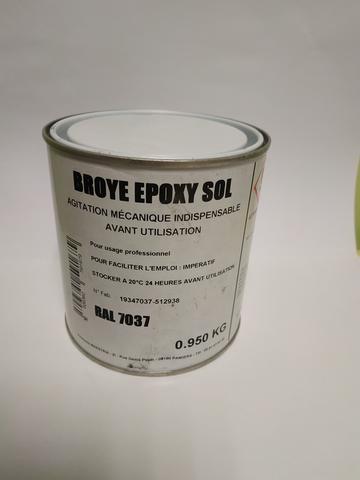 BROYE EPOXY SOL
AGITATION MÉCANIQUE INDISPENSABLE
AVANT UTILISATION
Pour usage professionnel
POUR FACILITER L'EMPLOI : IMPERATIF
STOCKER A 20°C 24 HEURES AVANT UTILISATION
N° Fab. 19347037-512938
RAL 7037
0.950 KG